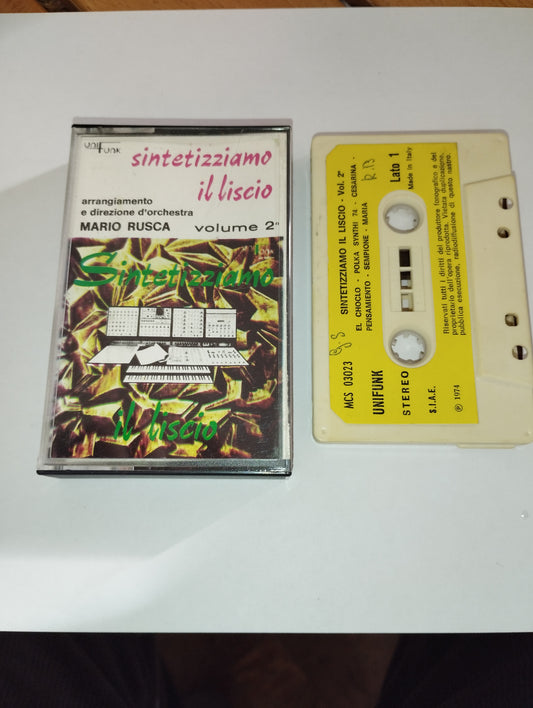 UNIFUNK
sintetizziamo
il liscio
arrangiamento
e direzione d'orchestra
MARIO RUSCA volume 2°
Sintetizziamo
il liscio
MCS 03023
UNIFUNK
STEREO
S.I.A.E.
℗ 1974
SINTETIZZIAMO IL LISCIO - Vol. 2°
EL CHOCLO - POLKA SYNTHI 74 - CESARINA -
PENSAMIENTO - SEMPIONE - MARIA
Lato 1
Made in Italy
Riservati tutti i diritti del produttore fonografico e del
proprietario dell'opera riprodotta. Vietata duplicazione,
pubblica esecuzione, radiodiffusione di questo nastro.